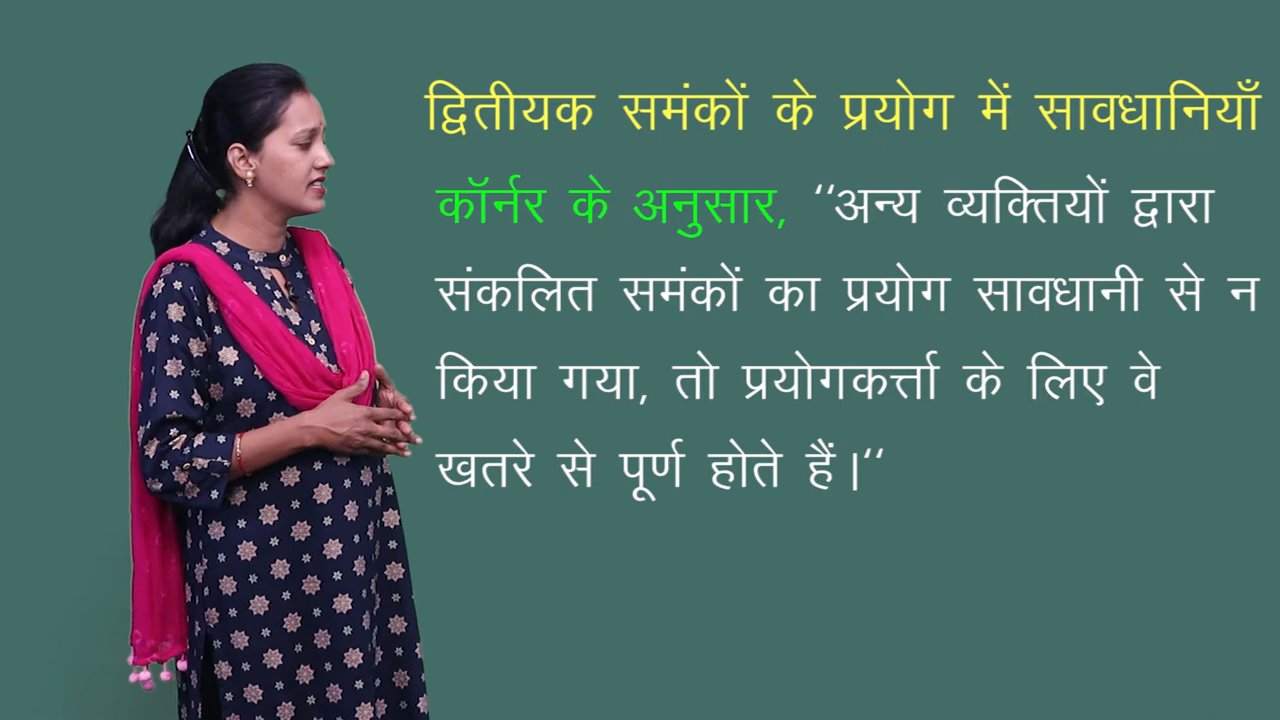 द्वितीयक समंकों के प्रयोग में सावधानियाँ
कॉर्नर के अनुसार, ‘‘अन्य व्यक्तियों द्वारा
संकलित समंकों का प्रयोग सावधानी से न
किया गया, तो प्रयोगकर्त्ता के लिए वे
खतरे से पूर्ण होते हैं।‘‘